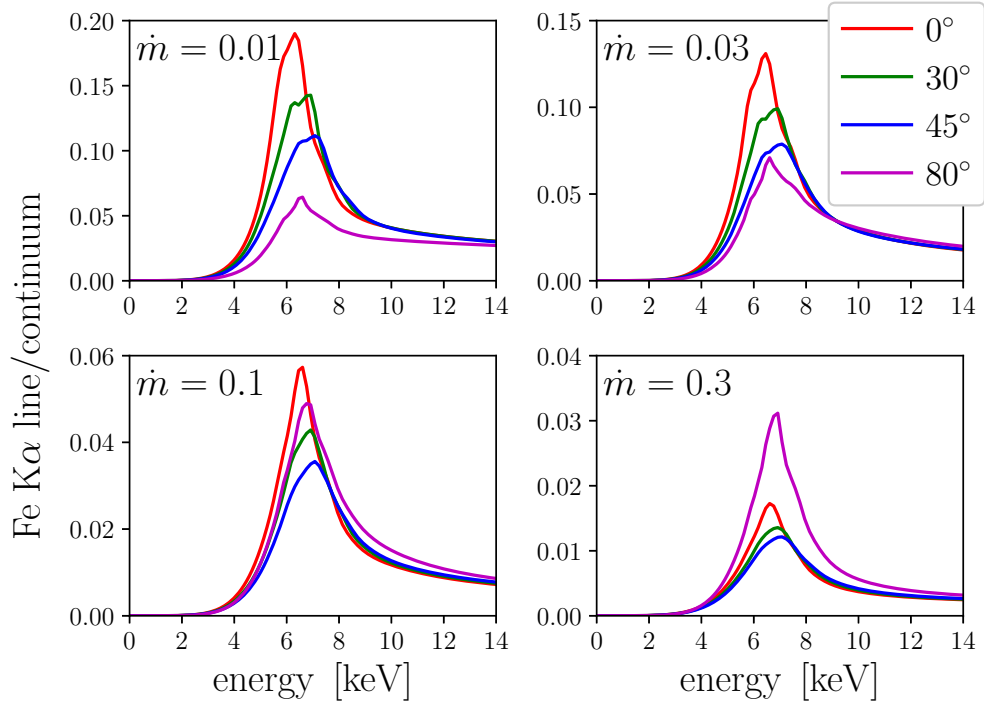 Fe Kα line/continuum
0.20
0.15
0.10
0.05
0.00
ṁ = 0.01
0 2 4 6 8 10 12 14
0.15
0.10
0.05
0.00
ṁ = 0.03
0 2 4 6 8 10 12 14
0°
30°
45°
80°
0.06
0.04
0.02
0.00
ṁ = 0.1
0 2 4 6 8 10 12 14
energy [keV]
0.04
0.03
0.02
0.01
0.00
ṁ = 0.3
0 2 4 6 8 10 12 14
energy [keV]